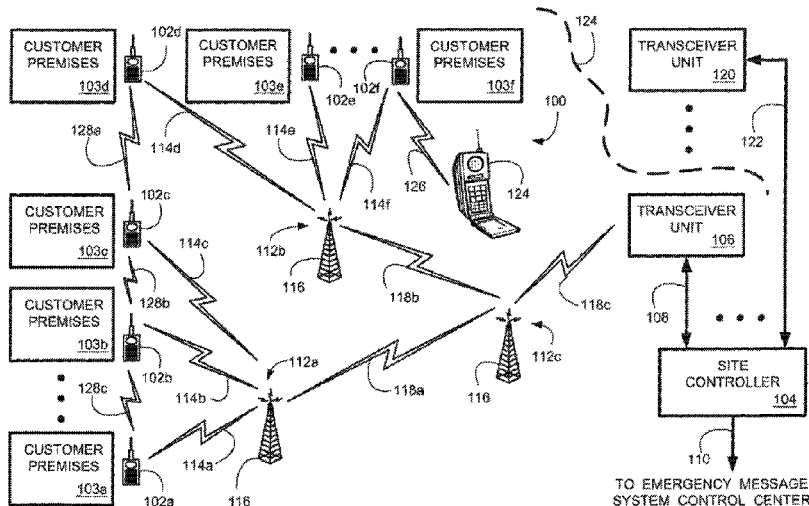 CUSTOMER PREMISES 103d
102d
CUSTOMER PREMISES 103e
102e
102f
CUSTOMER PREMISES 103f
124
TRANSCEIVER UNIT 120
100
122
128a
114d
114e
114f
126
124
102c
CUSTOMER PREMISES 103c
114c
112b
116
118b
TRANSCEIVER UNIT 106
118c
108
128b
CUSTOMER PREMISES 103b
102b
112a
112c
116
SITE CONTROLLER 104
128c
114b
118a
CUSTOMER PREMISES 103a
102a
114a
116
110
TO EMERGENCY MESSAGE
SYSTEM CONTROL CENTER